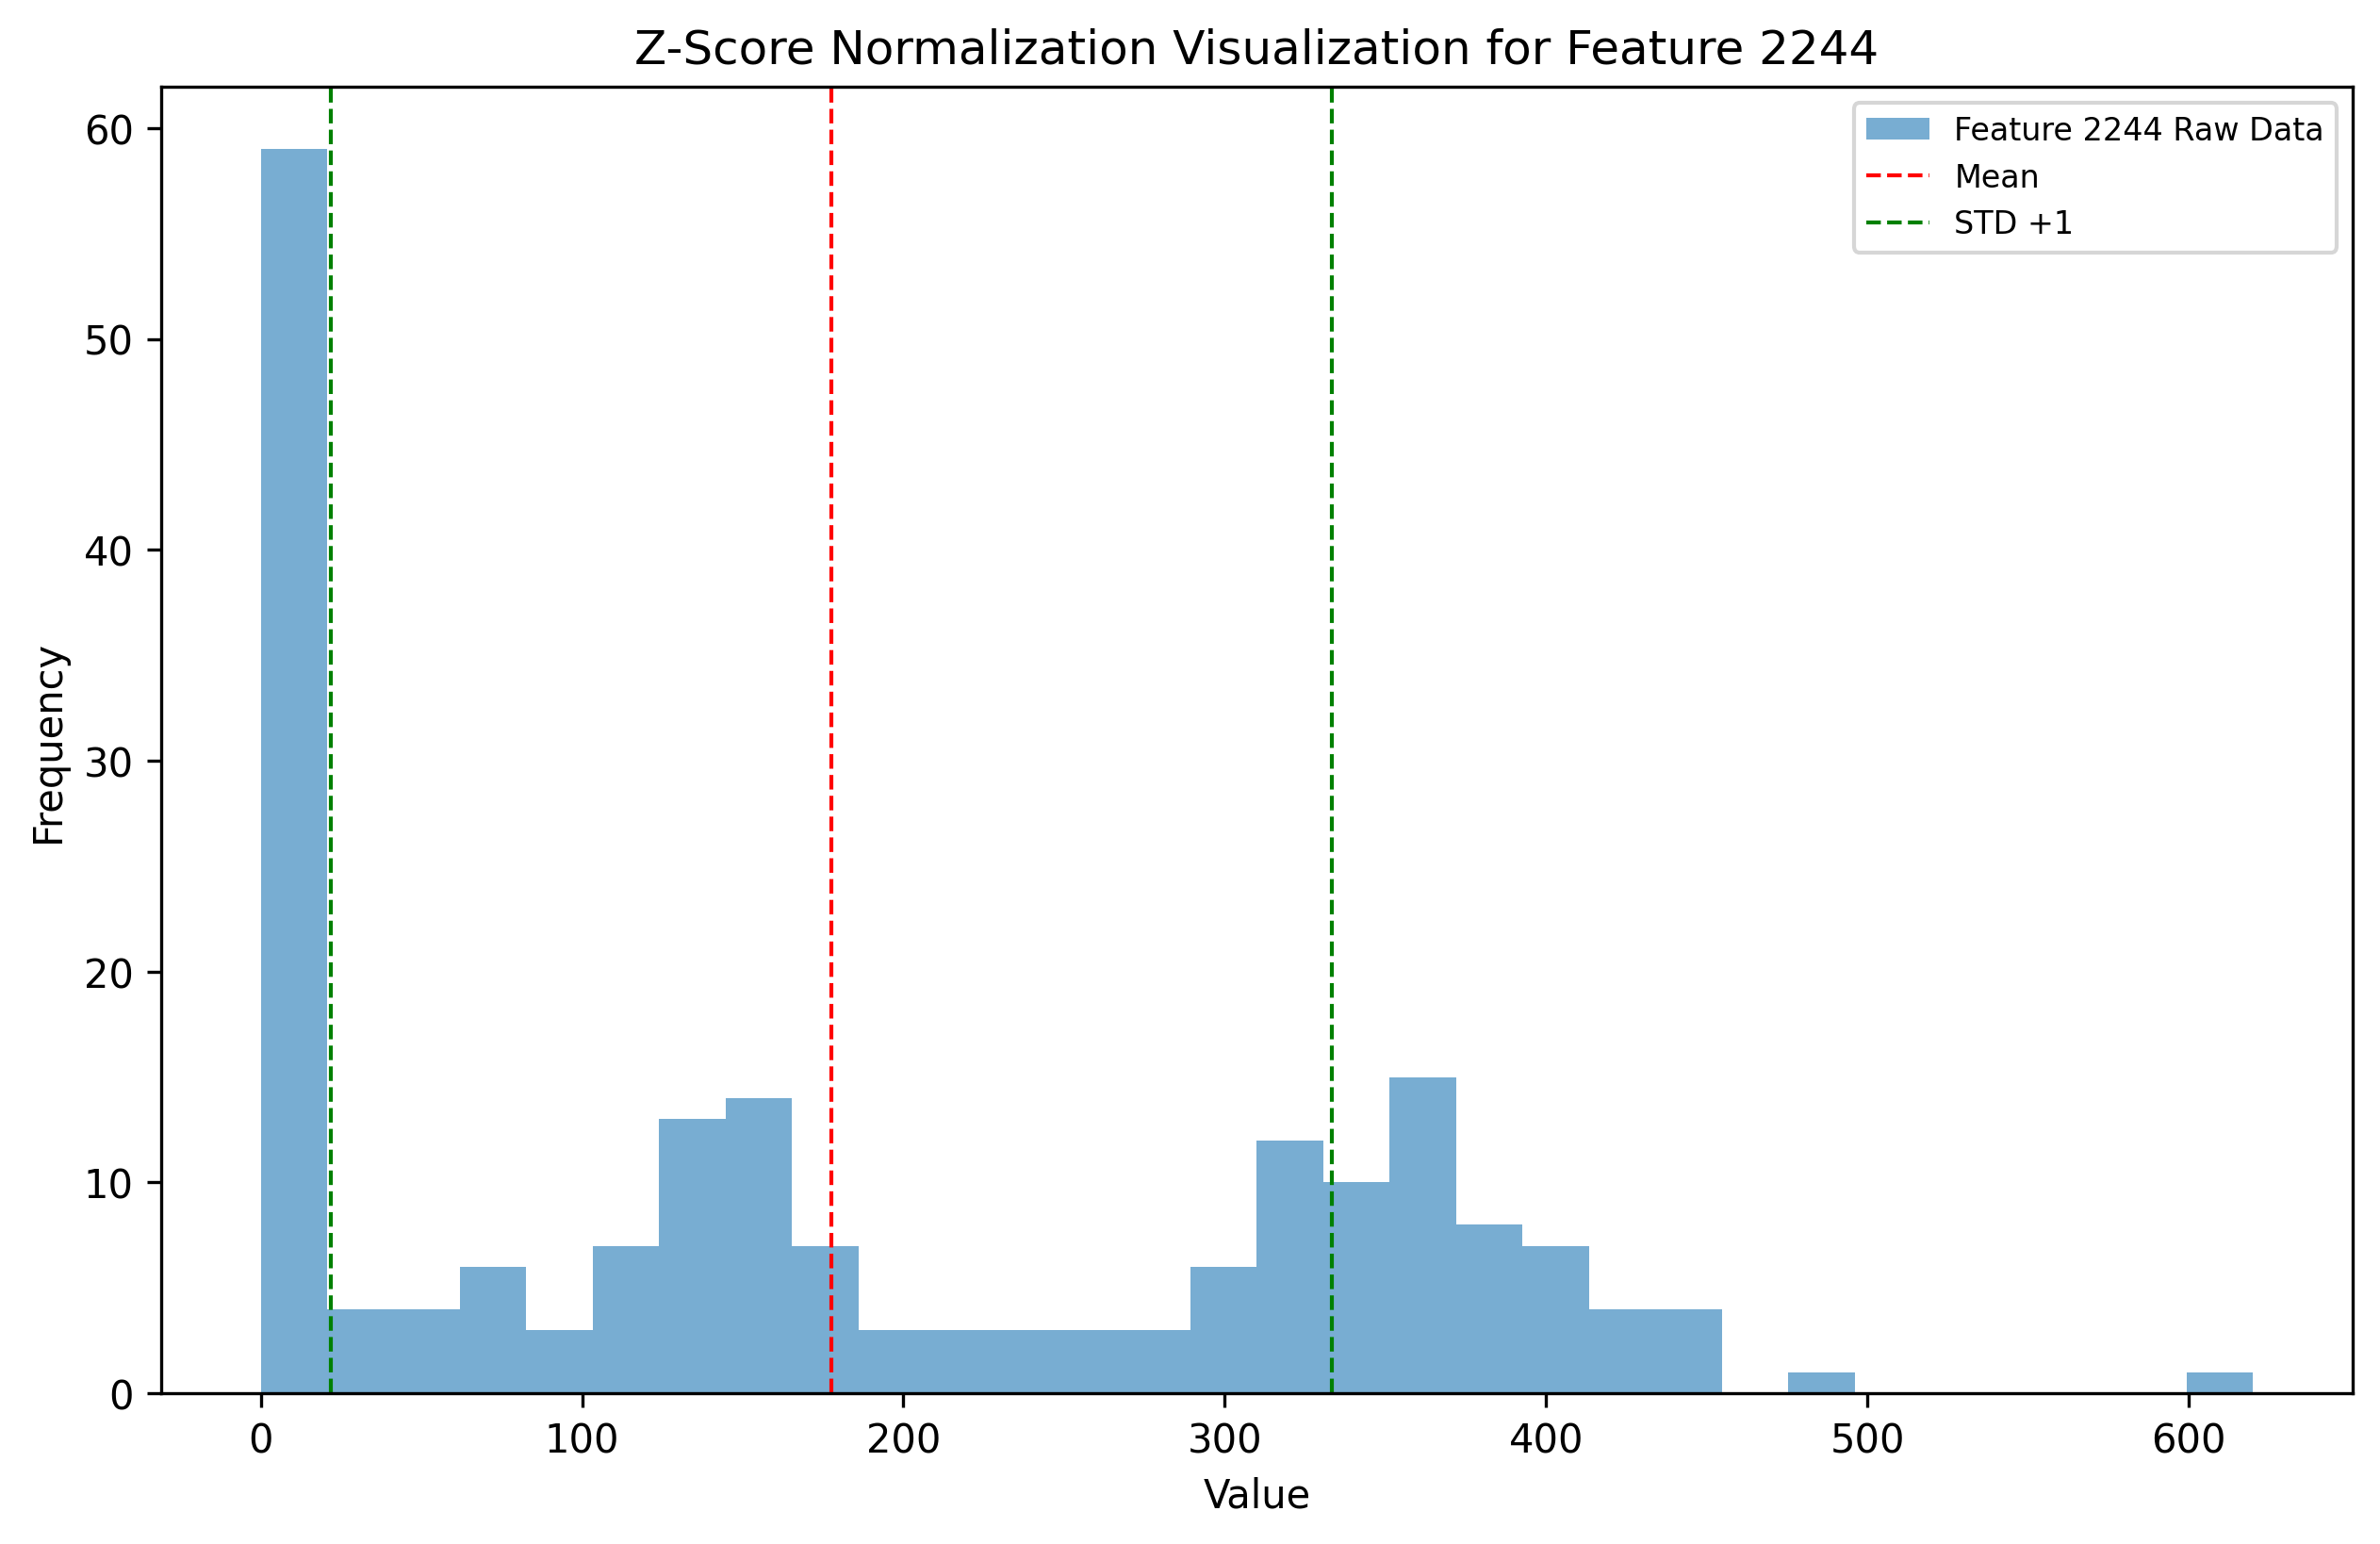 Z-Score Normalization Visualization for Feature 2244
Feature 2244 Raw Data
Mean
STD +1
60
50
40
30
20
10
0
Frequency
0 100 200 300 400 500 600
Value